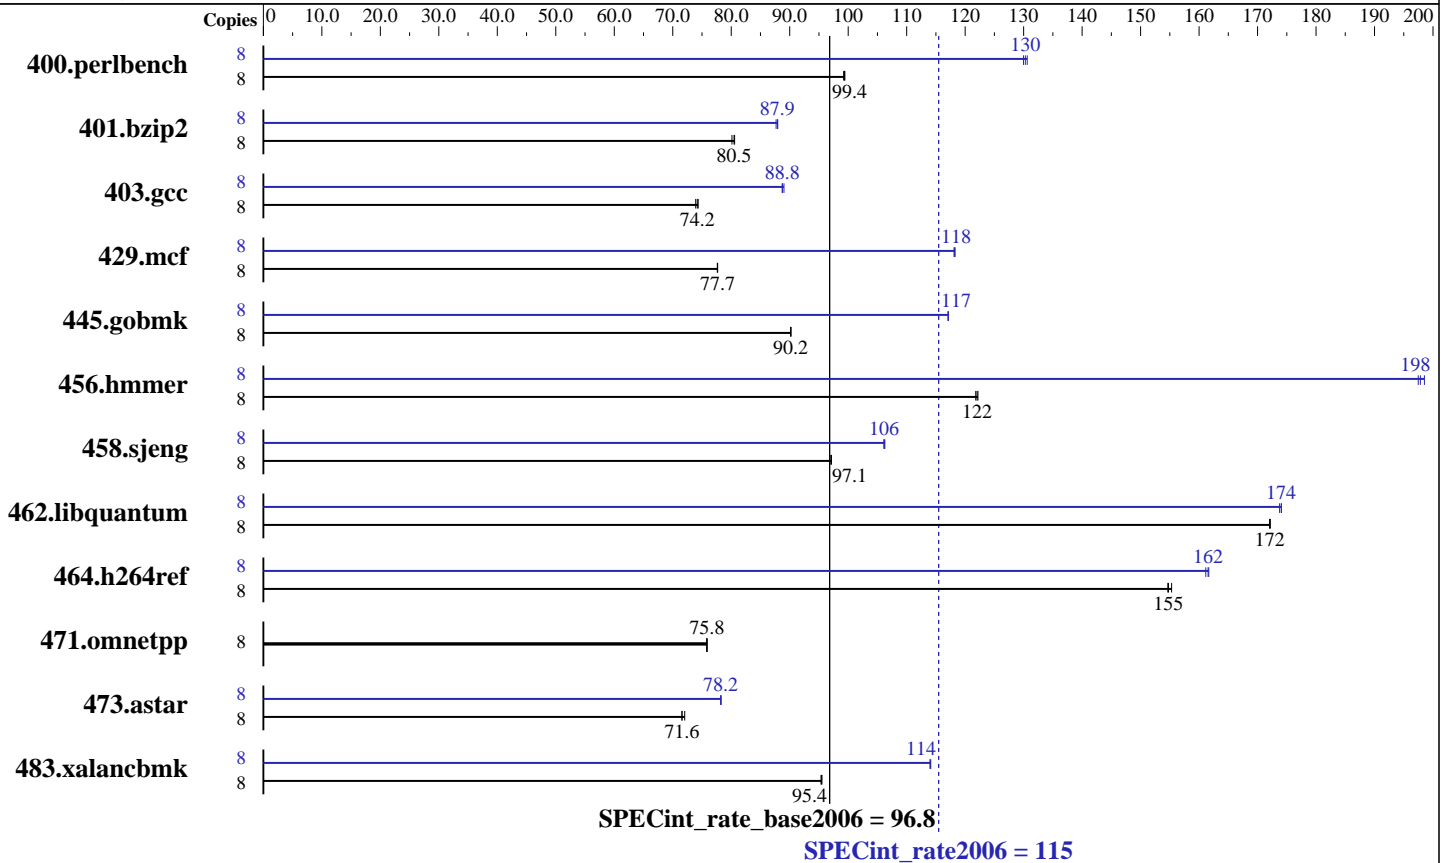 Copies 0 10.0 20.0 30.0 40.0 50.0 60.0 70.0 80.0 90.0 100 110 120 130 140 150 160 170 180 190 200
400.perlbench 8 130
8 99.4
401.bzip2 8 87.9
8 80.5
403.gcc 8 88.8
8 74.2
429.mcf 8 118
8 77.7
445.gobmk 8 117
8 90.2
456.hmmer 8 198
8 122
458.sjeng 8 106
8 97.1
462.libquantum 8 174
8 172
464.h264ref 8 162
8 155
471.omnetpp 8 75.8
473.astar 8 78.2
8 71.6
483.xalancbmk 8 114
8 95.4
SPECint_rate_base2006 = 96.8
SPECint_rate2006 = 115